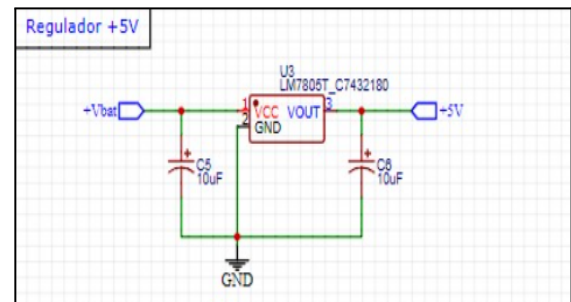 Regulador +5V
U3
LM7805T_C7432180
+Vbat
1
VCC
VOUT
3
+5V
2
GND
C5
10uF
C6
10uF
GND